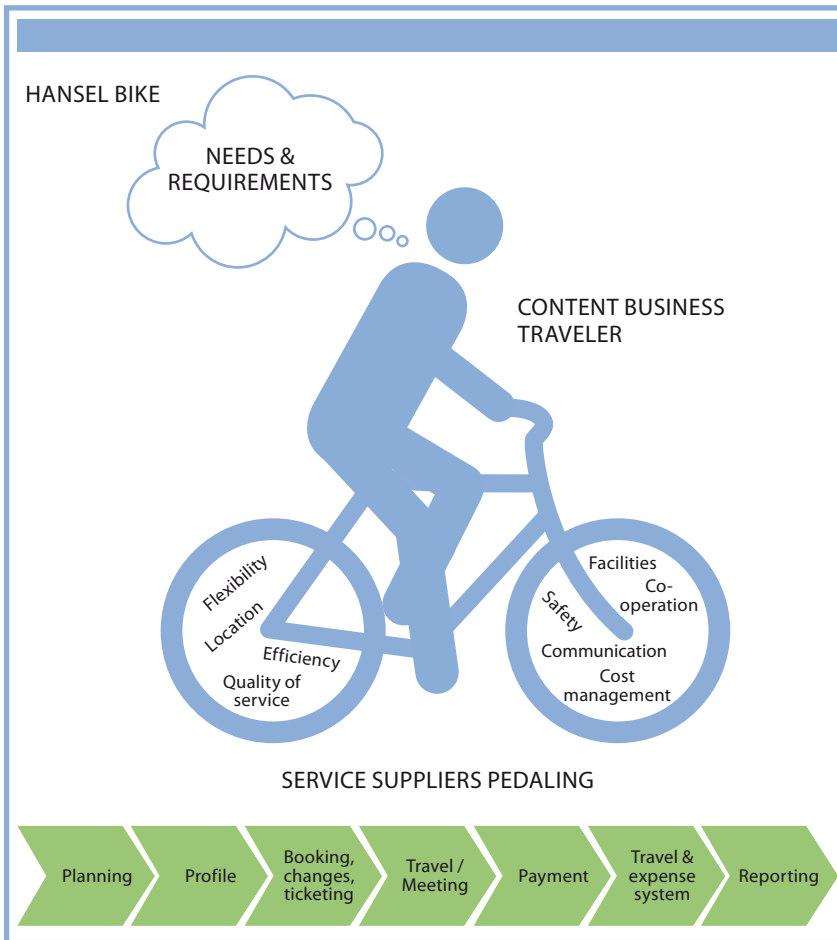 HANSEL BIKE
NEEDS &
REQUIREMENTS
CONTENT BUSINESS
TRAVELER
Flexibility
Location
Efficiency
Quality of
service
Facilities
Co-
operation
Safety
Communication
Cost
management
SERVICE SUPPLIERS PEDALING
Planning
Profile
Booking,
changes,
ticketing
Travel /
Meeting
Payment
Travel &
expense
system
Reporting